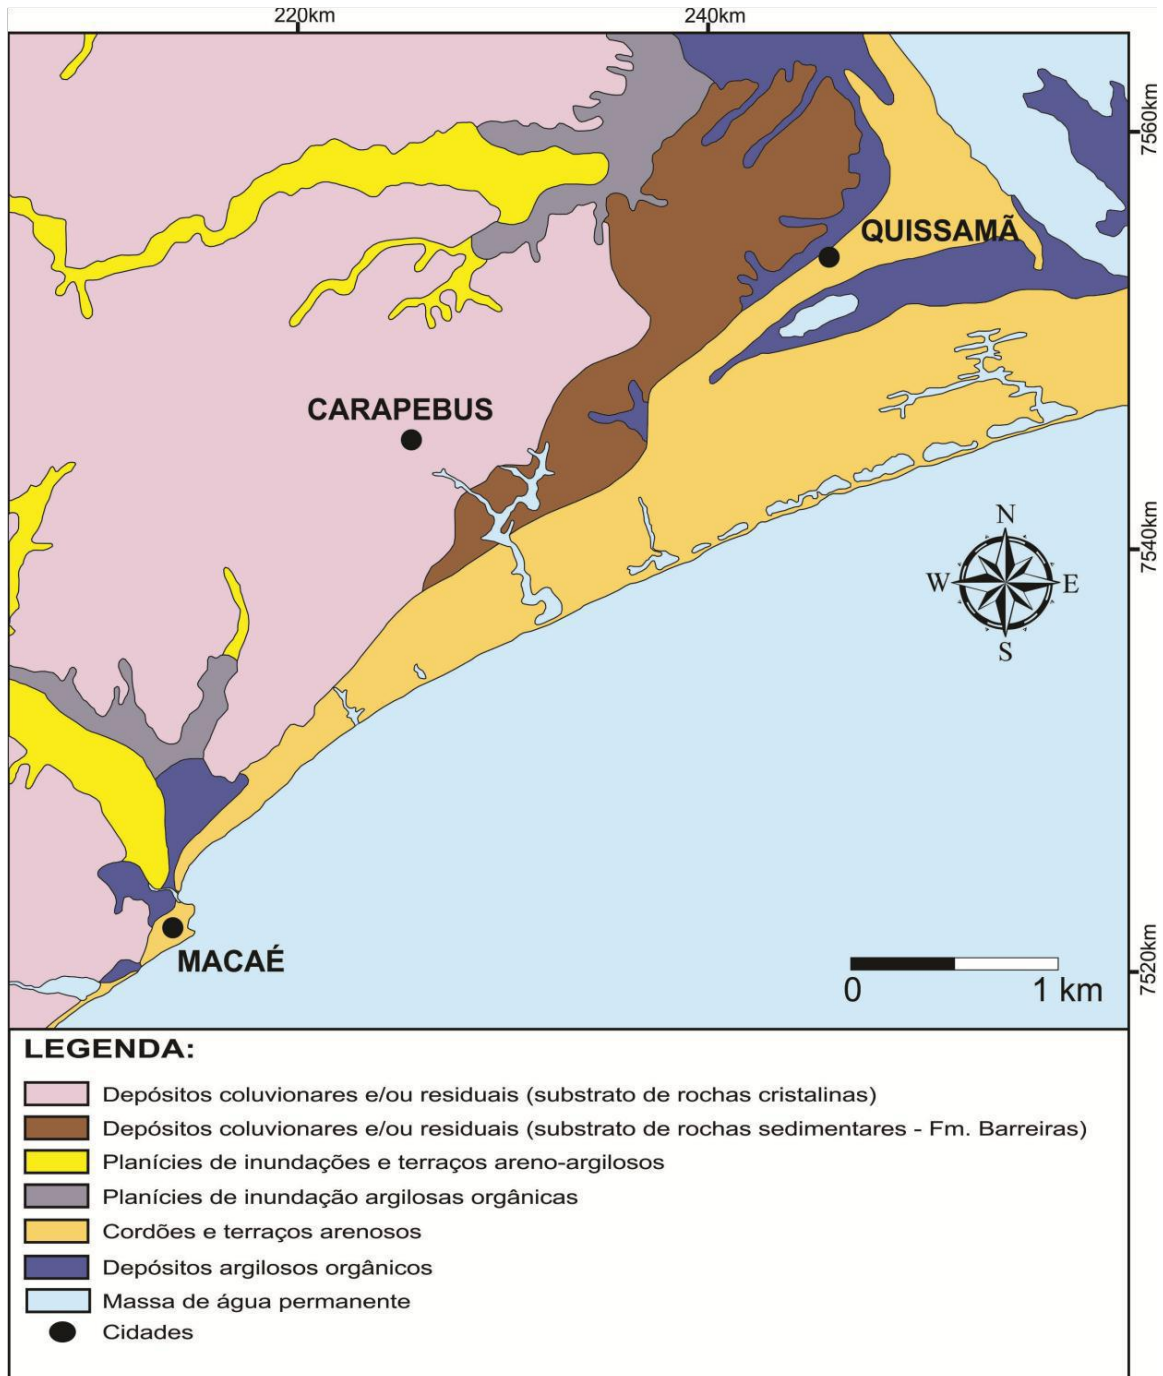 220km
240km
7560km
QUISSAMÃ
CARAPEBUS
N
7540km
W
E
S
MACAÉ
7520km
0
1 km
LEGENDA:
Depósitos coluvionares e/ou residuais (substrato de rochas cristalinas)
Depósitos coluvionares e/ou residuais (substrato de rochas sedimentares - Fm. Barreiras)
Planícies de inundações e terraços areno-argilosos
Planícies de inundação argilosas orgânicas
Cordões e terraços arenosos
Depósitos argilosos orgânicos
Massa de água permanente
Cidades